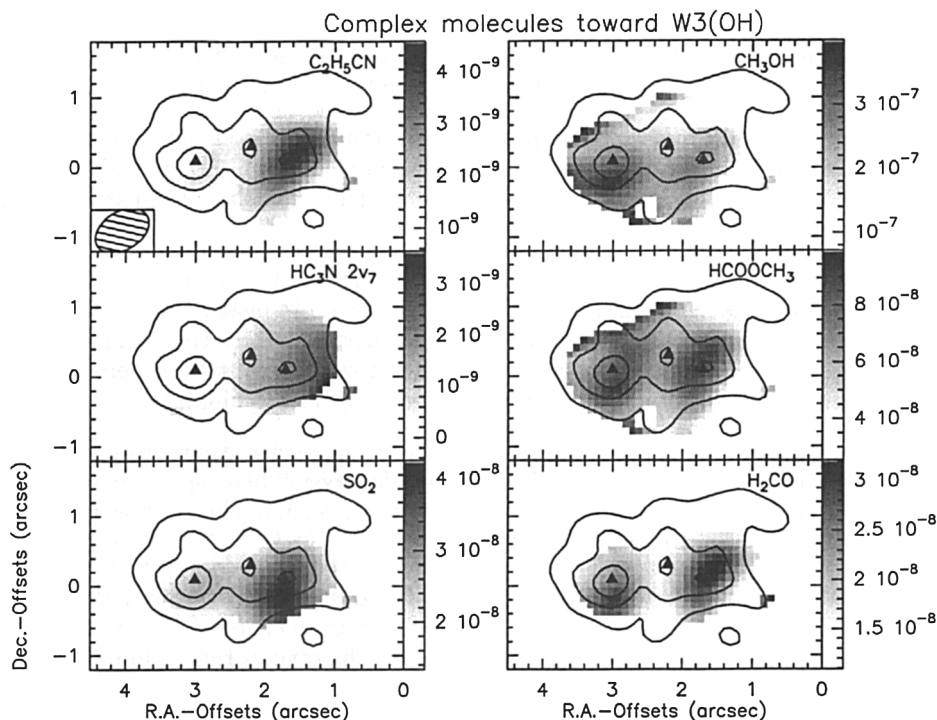 Complex molecules toward W3(OH)
C2H5CN
CH3OH
1
0
−1
4 10-9
3 10-9
2 10-9
10-9
3 10-7
2 10-7
10-7
HC3N 2v7
HCOOCH3
1
0
−1
3 10-9
2 10-9
10-9
0
8 10-8
6 10-8
4 10-8
SO2
H2CO
1
0
−1
4 10-8
3 10-8
2 10-8
3 10-8
2.5 10-8
2 10-8
1.5 10-8
Dec.−Offsets (arcsec)
4 3 2 1 0
4 3 2 1 0
R.A.−Offsets (arcsec)
R.A.−Offsets (arcsec)